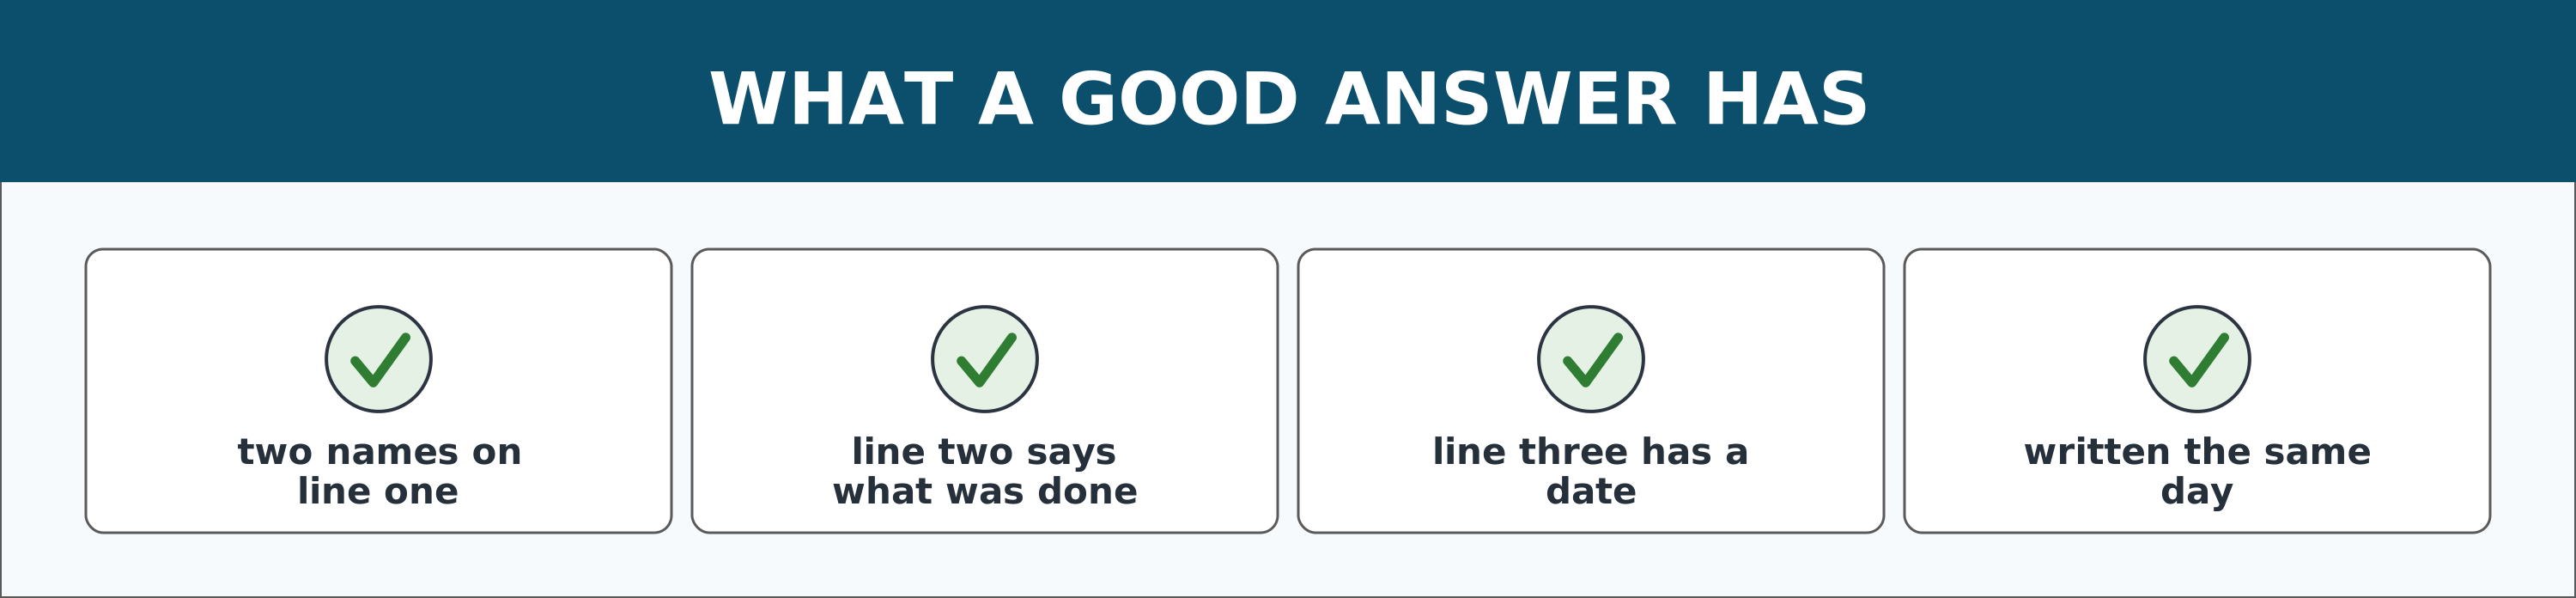 WHAT A GOOD ANSWER HAS
two names on
line one
line two says
what was done
line three has a
date
written the same
day